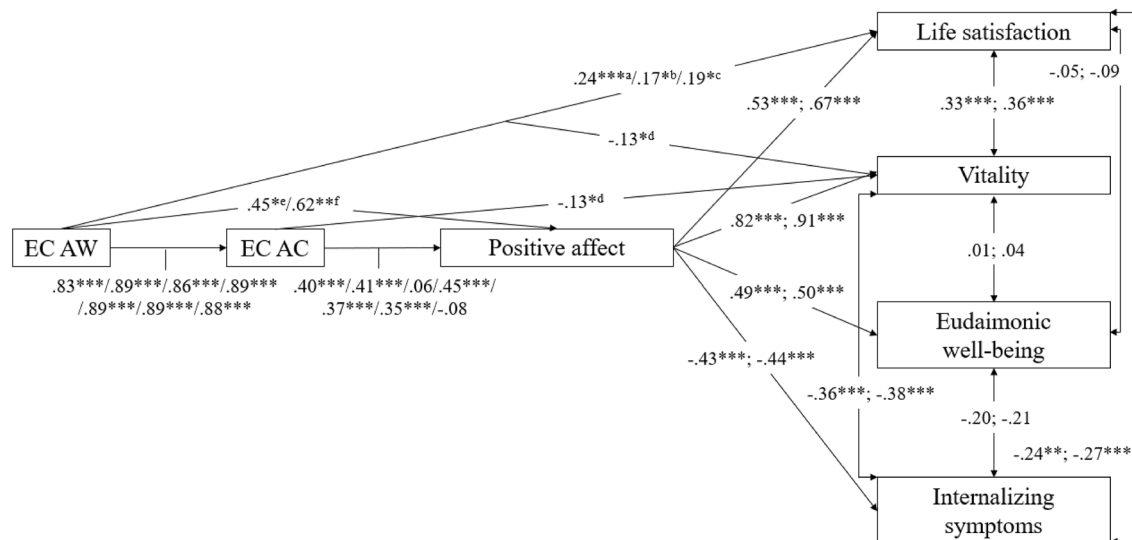 Life satisfaction
-.05; -.09
.24***a/.17*b/.19*c
.53***; .67***
.33***; .36***
-.13*d
Vitality
-.13*d
.45*e/.62**f
.82***; .91***
EC AW
EC AC
Positive affect
.01; .04
.83***/.89***/.86***/.89***
/.89***/.89***/.88***
.40***/.41***/.06/.45***/
.37***/.35***/-.08
.49***; .50***
Eudaimonic
well-being
-.43***; -.44***
-.36***; -.38***
-.20; -.21
-.24**; -.27***
Internalizing
symptoms